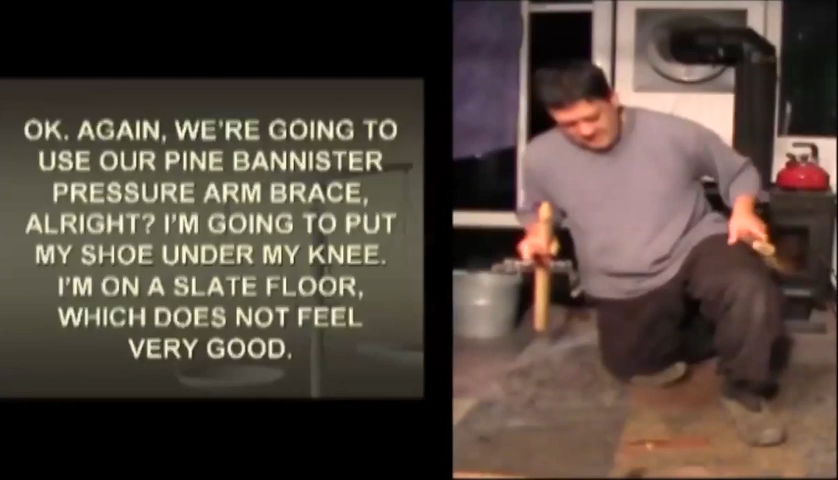 OK. AGAIN, WE'RE GOING TO
USE OUR PINE BANNISTER
PRESSURE ARM BRACE,
ALRIGHT? I'M GOING TO PUT
MY SHOE UNDER MY KNEE.
I'M ON A SLATE FLOOR,
WHICH DOES NOT FEEL
VERY GOOD.